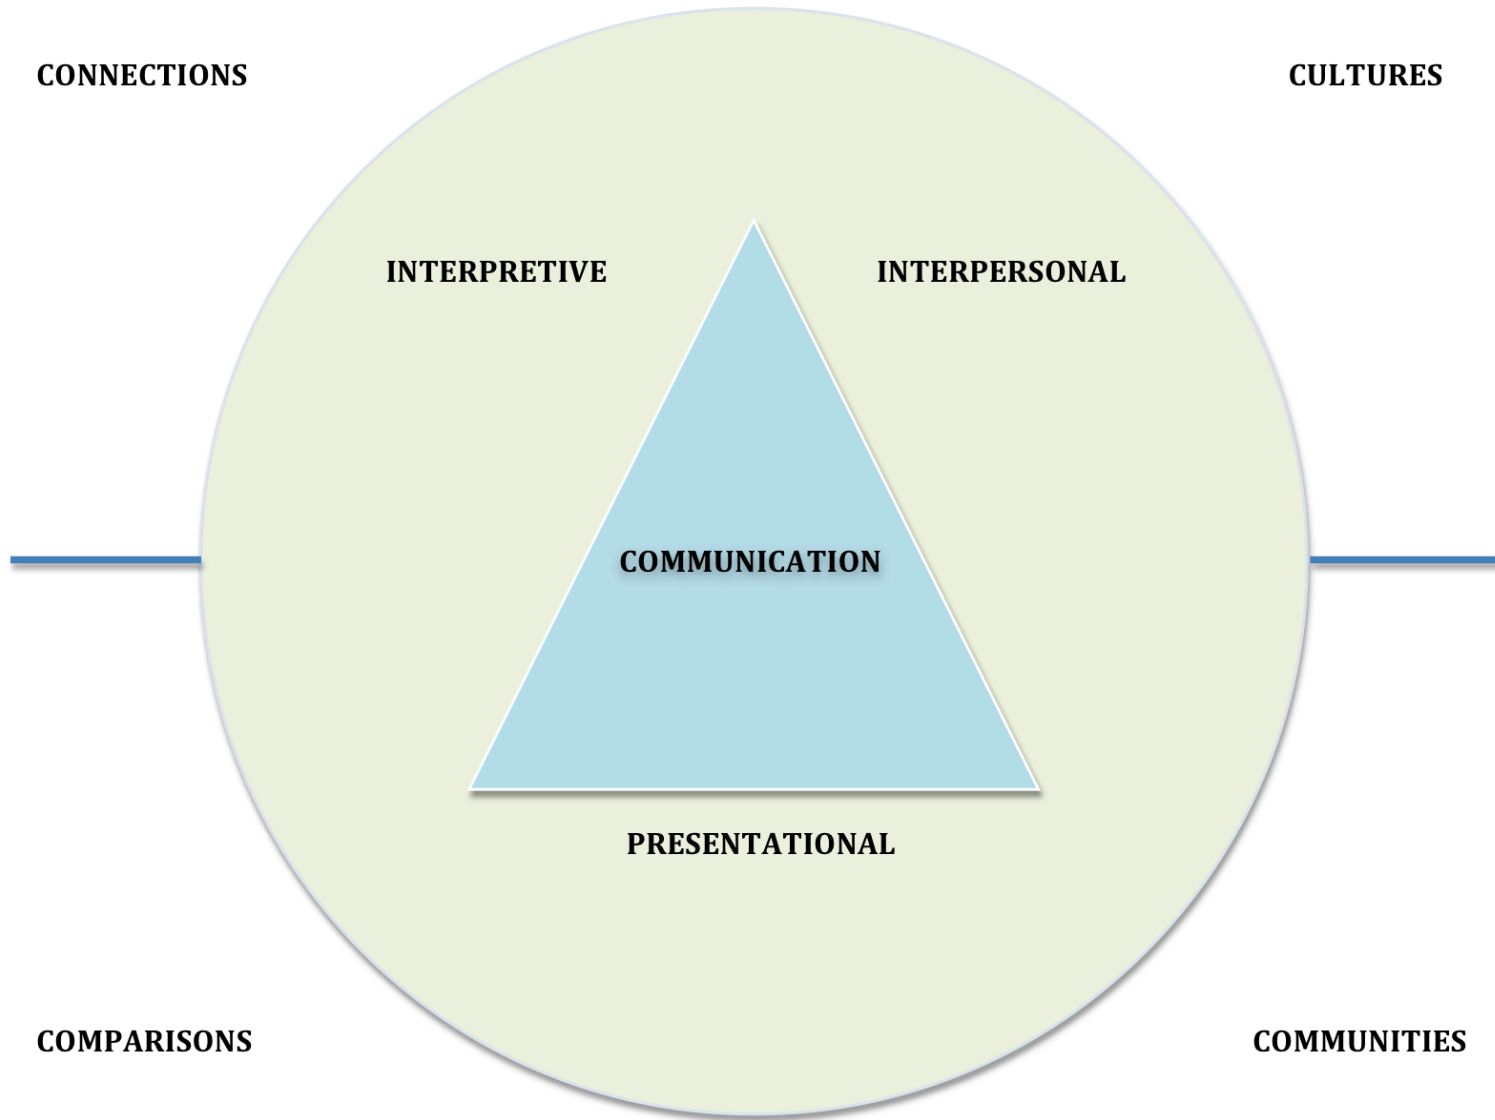 CONNECTIONS
CULTURES
INTERPRETIVE
INTERPERSONAL
COMMUNICATION
PRESENTATIONAL
COMPARISONS
COMMUNITIES